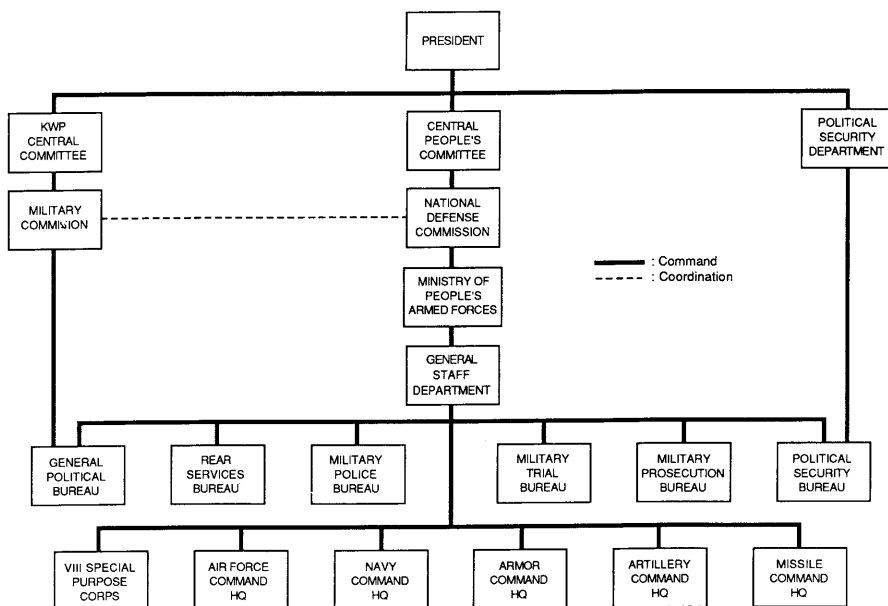 PRESIDENT
KWP
CENTRAL
COMMITTEE
CENTRAL
PEOPLE'S
COMMITTEE
POLITICAL
SECURITY
DEPARTMENT
MILITARY
COMMISION
NATIONAL
DEFENSE
COMMISSION
: Command
: Coordination
MINISTRY OF
PEOPLE'S
ARMED FORCES
GENERAL
STAFF
DEPARTMENT
GENERAL
POLITICAL
BUREAU
REAR
SERVICES
BUREAU
MILITARY
POLICE
BUREAU
MILITARY
TRIAL
BUREAU
MILITARY
PROSECUTION
BUREAU
POLITICAL
SECURITY
BUREAU
VIII SPECIAL
PURPOSE
CORPS
AIR FORCE
COMMAND
HQ
NAVY
COMMAND
HQ
ARMOR
COMMAND
HQ
ARTILLERY
COMMAND
HQ
MISSILE
COMMAND
HQ